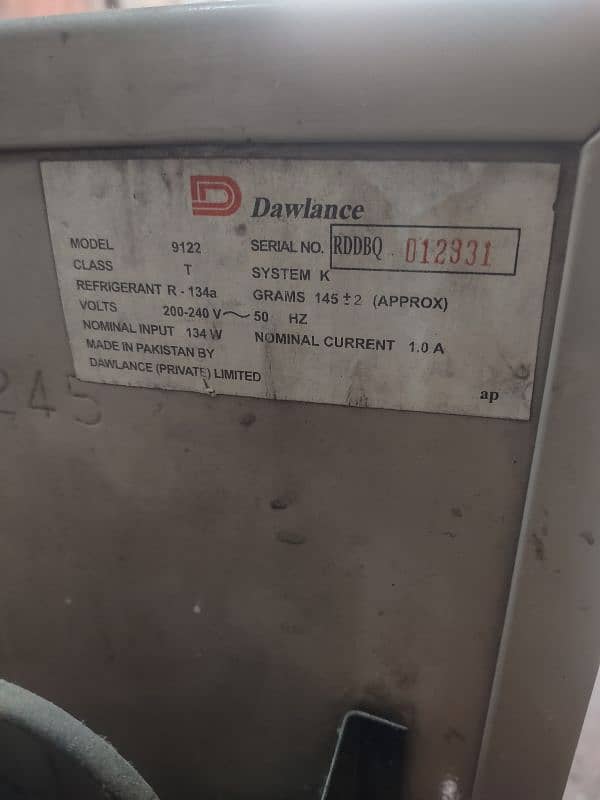 D Dawlance
MODEL 9122 SERIAL NO. RDDBQ 012931
CLASS T SYSTEM K
REFRIGERANT R - 134a GRAMS 145 ± 2 (APPROX)
VOLTS 200-240 V ~ 50 HZ
NOMINAL INPUT 134 W NOMINAL CURRENT 1.0 A
MADE IN PAKISTAN BY
DAWLANCE (PRIVATE) LIMITED
ap
245